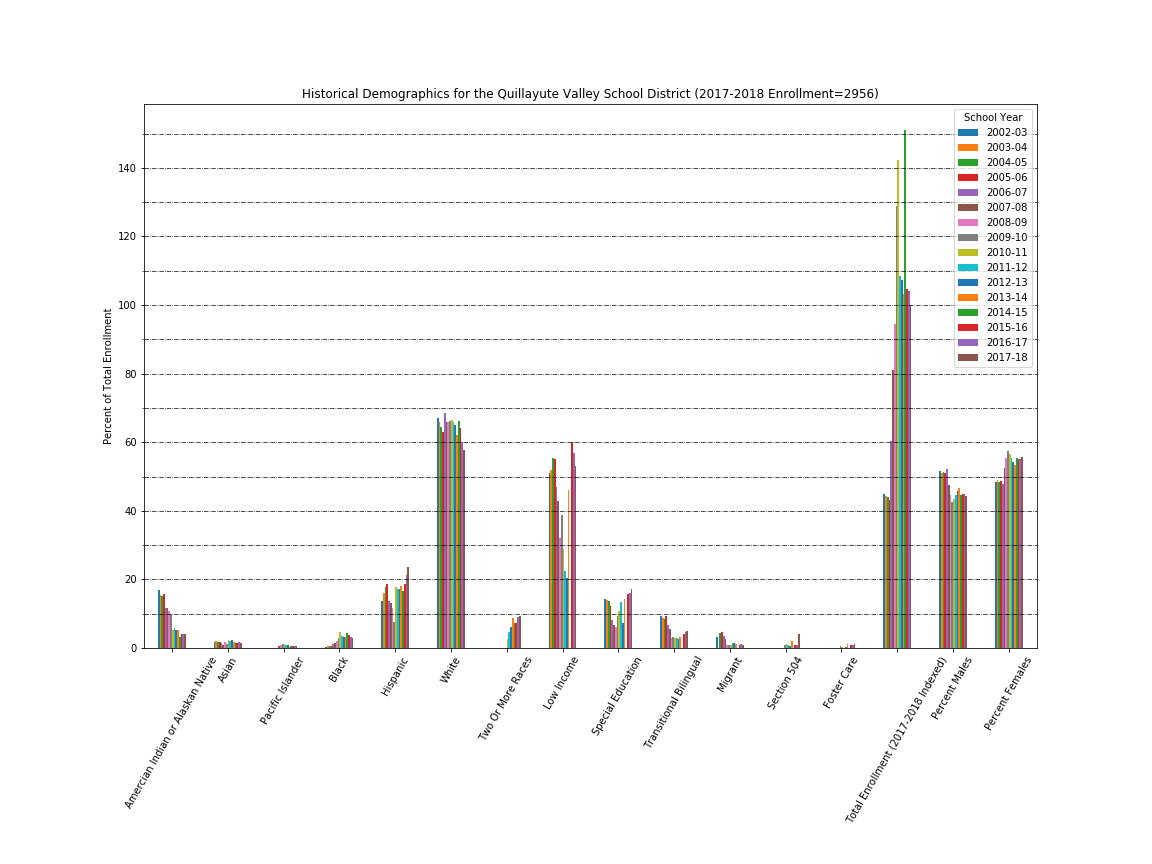 Historical Demographics for the Quillayute Valley School District (2017-2018 Enrollment=2956)
Percent of Total Enrollment
140
120
100
80
60
40
20
0
School Year
2002-03
2003-04
2004-05
2005-06
2006-07
2007-08
2008-09
2009-10
2010-11
2011-12
2012-13
2013-14
2014-15
2015-16
2016-17
2017-18
Amercian Indian or Alaskan Native
Asian
Pacific Islander
Black
Hispanic
White
Two Or More Races
Low Income
Special Education
Transitional Bilingual
Migrant
Section 504
Foster Care
Total Enrollment (2017-2018 Indexed)
Percent Males
Percent Females